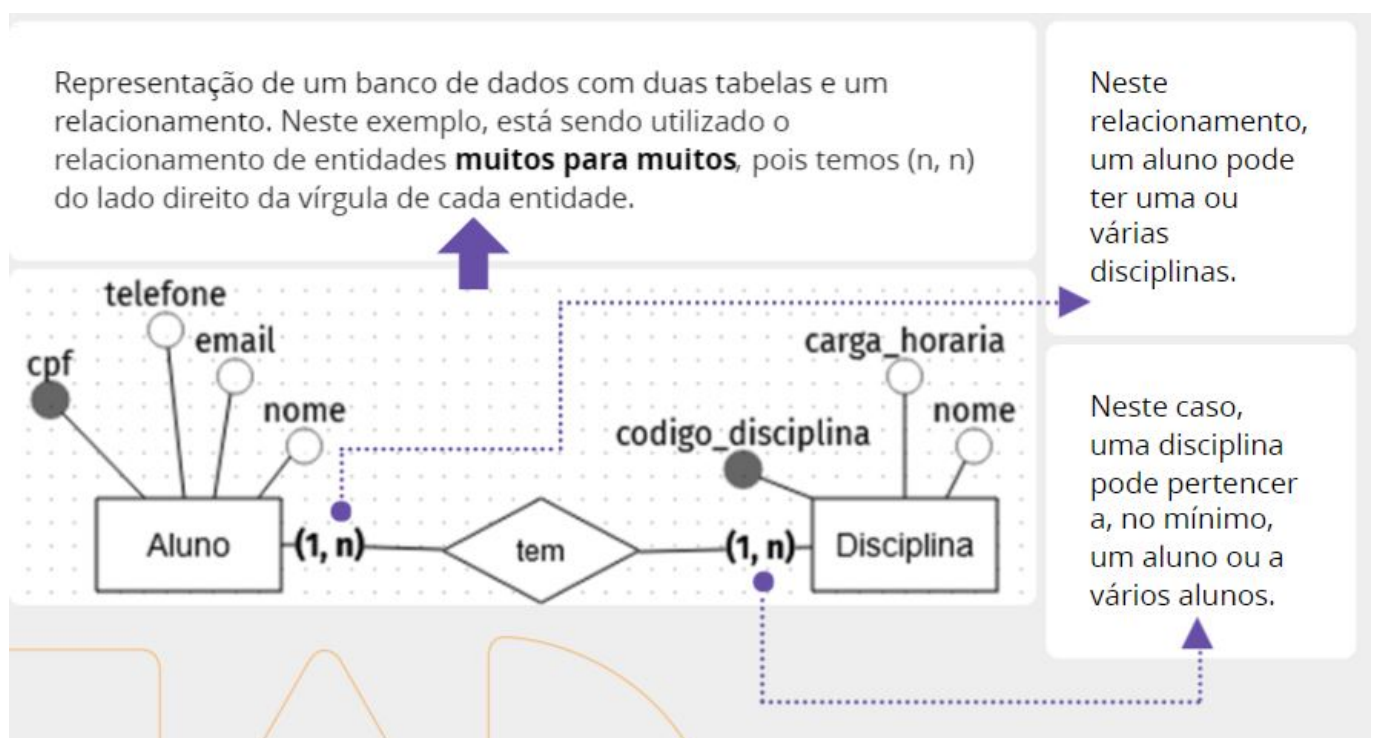 Representação de um banco de dados com duas tabelas e um
relacionamento. Neste exemplo, está sendo utilizado o
relacionamento de entidades muitos para muitos, pois temos (n, n)
do lado direito da vírgula de cada entidade.
Neste
relacionamento,
um aluno pode
ter uma ou
várias
disciplinas.
telefone
email
cpf
nome
carga_horaria
nome
codigo_disciplina
Aluno
(1, n)
tem
(1, n)
Disciplina
Neste caso,
uma disciplina
pode pertencer
a, no mínimo,
um aluno ou a
vários alunos.